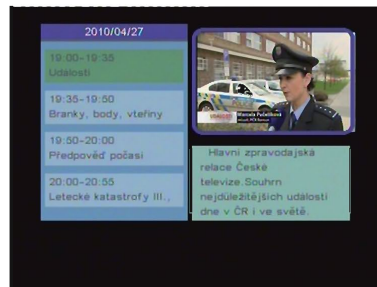 2010/04/27
19:00-19:35
Události
19:35-19:50
Branky, body, vteřiny
19:50-20:00
Předpověď počasí
20:00-20:55
Letecké katastrofy III.,
UDÁLOSTI
Hlavní zpravodajská
relace České
televize.Souhrn
nejdůležitějších událostí
dne v ČR i ve světě.